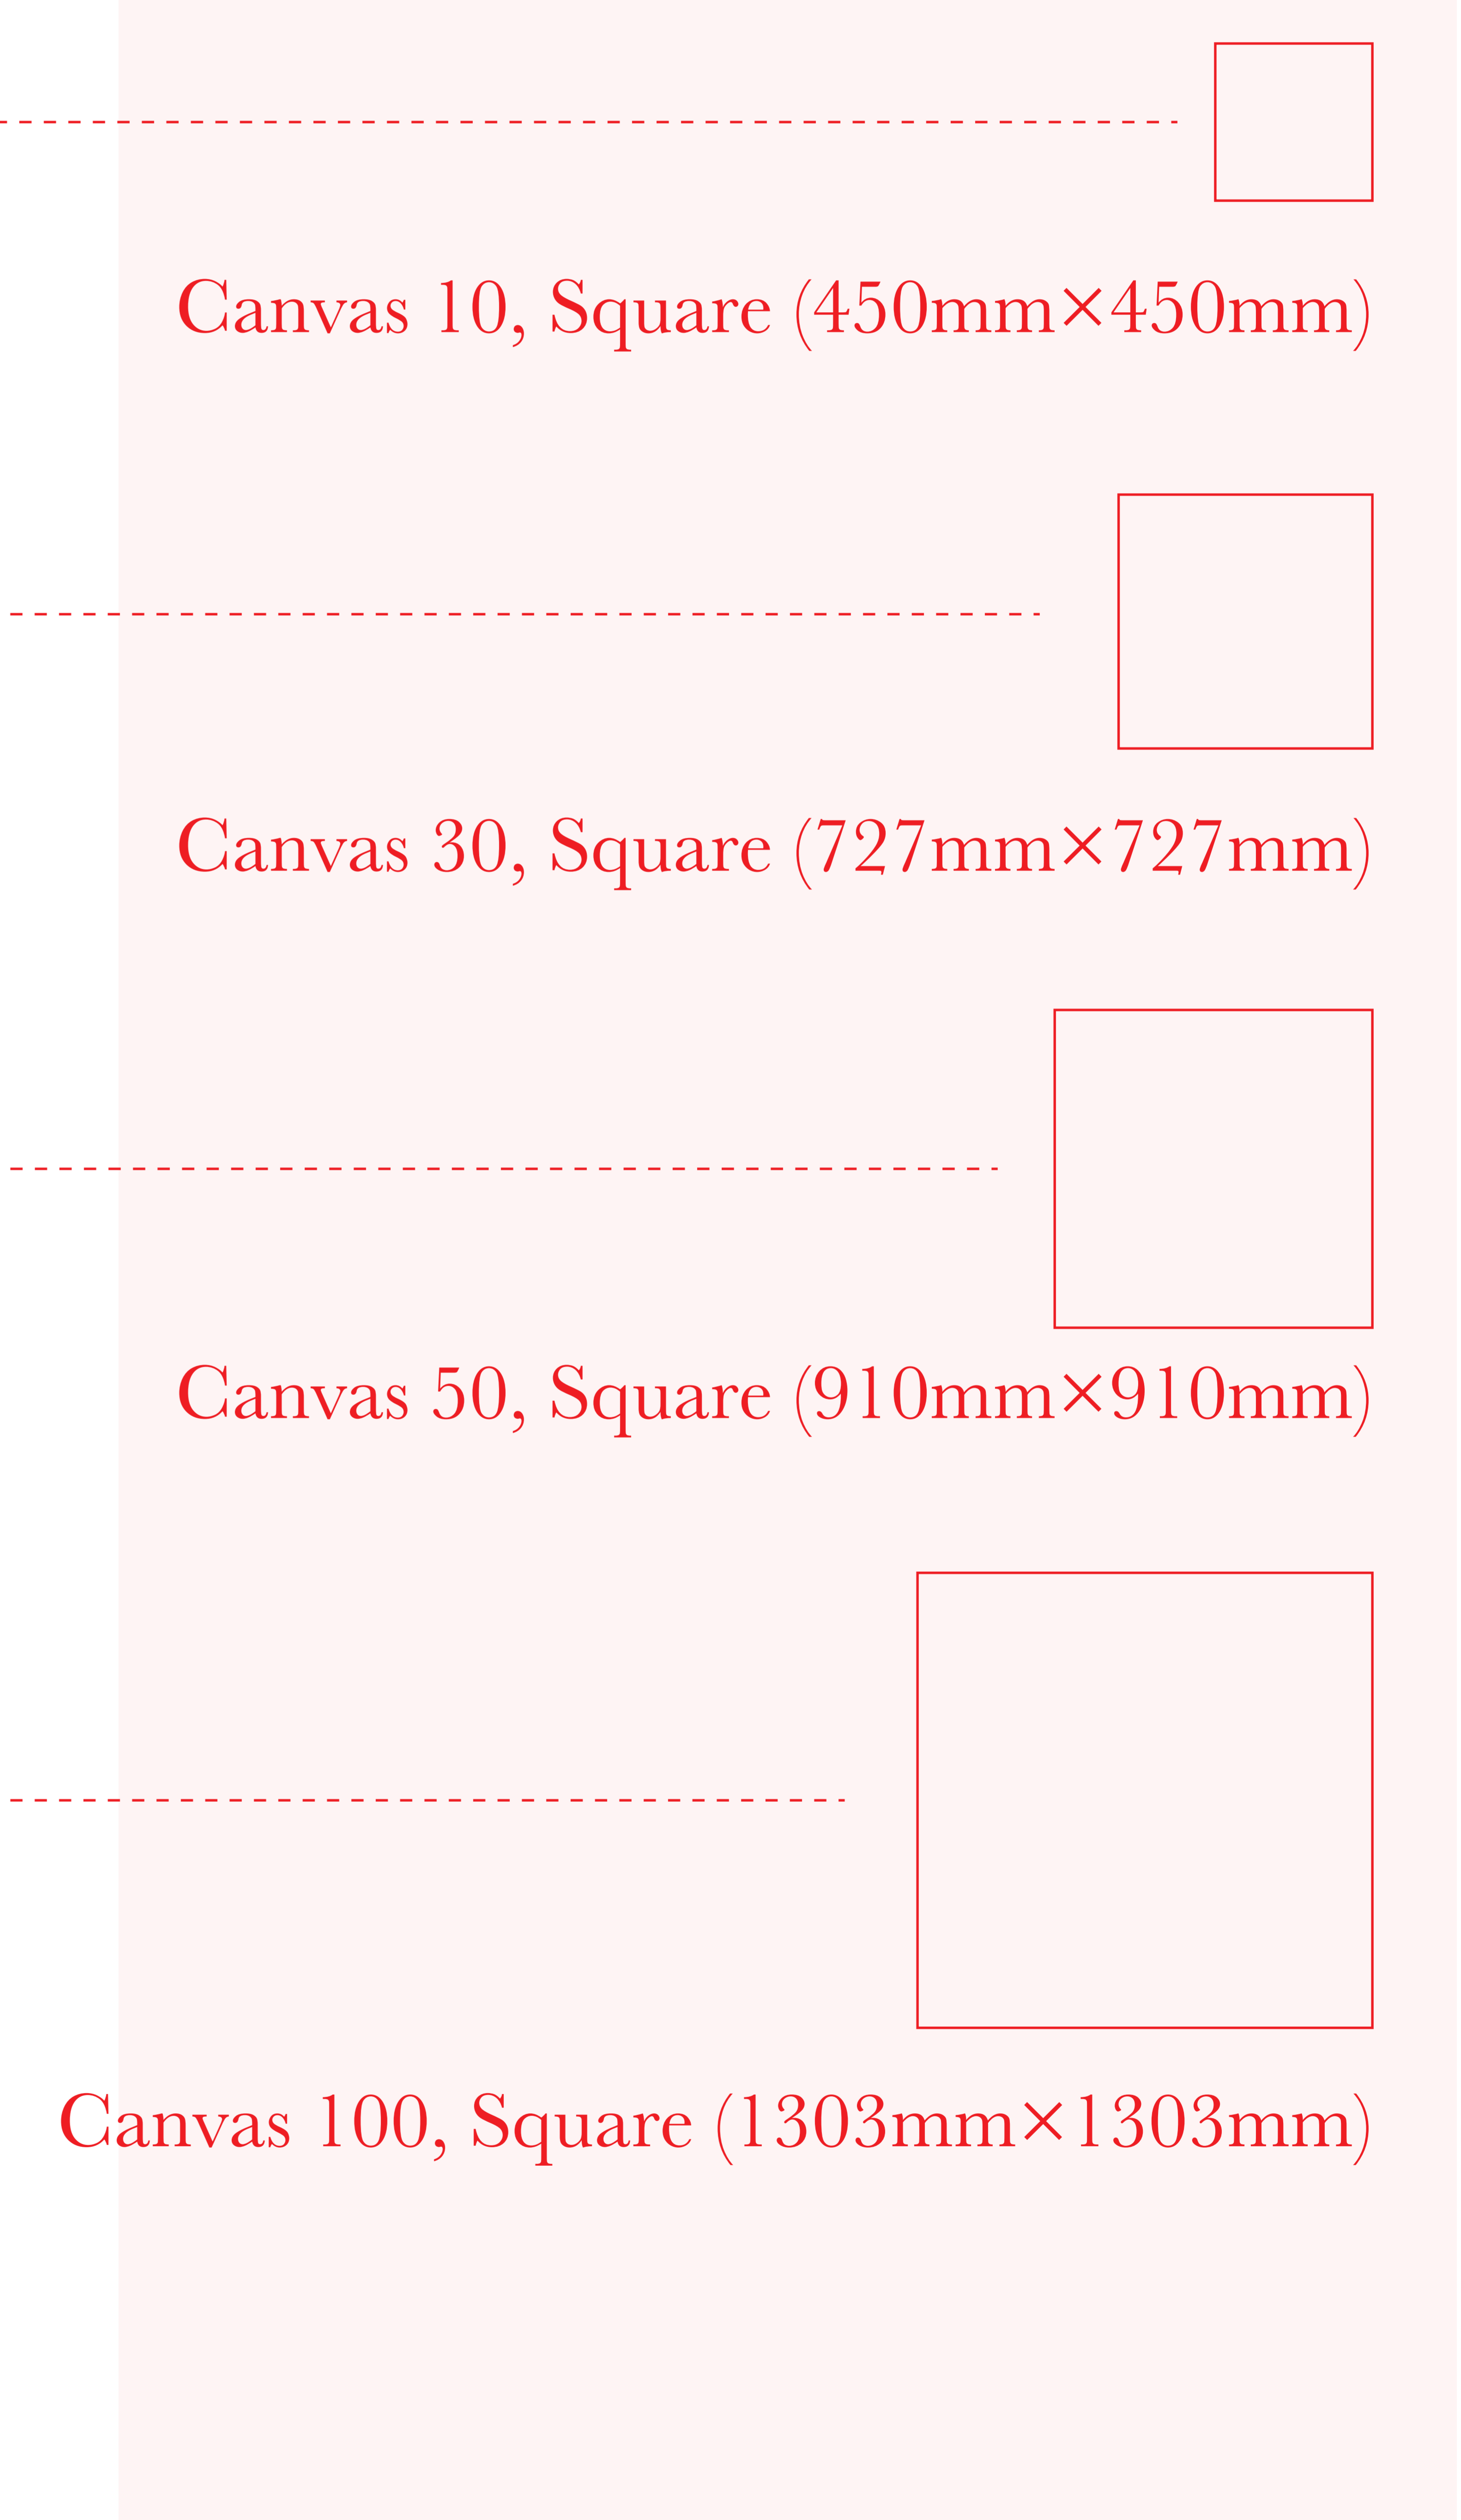 Canvas 10, Square (450mm×450mm)
Canvas 30, Square (727mm×727mm)
Canvas 50, Square (910mm×910mm)
Canvas 100, Square (1303mm×1303mm)